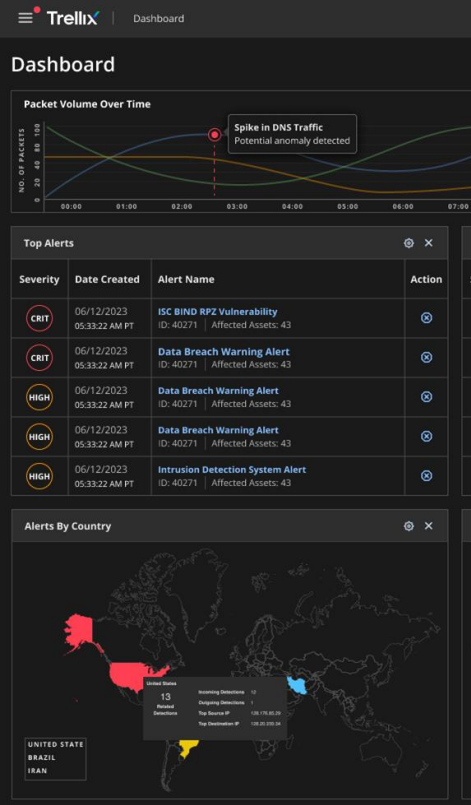 Trellix | Dashboard
Dashboard
Packet Volume Over Time
Spike in DNS Traffic
Potential anomaly detected
NO. OF PACKETS
100
80
40
20
0
00:00 01:00 02:00 03:00 04:00 05:00 06:00 07:00
Top Alerts
Severity Date Created Alert Name Action
CRIT 06/12/2023 ISC BIND RPZ Vulnerability
05:33:22 AM PT ID: 40271 | Affected Assets: 43
CRIT 06/12/2023 Data Breach Warning Alert
05:33:22 AM PT ID: 40271 | Affected Assets: 43
HIGH 06/12/2023 Data Breach Warning Alert
05:33:22 AM PT ID: 40271 | Affected Assets: 43
HIGH 06/12/2023 Data Breach Warning Alert
05:33:22 AM PT ID: 40271 | Affected Assets: 43
HIGH 06/12/2023 Intrusion Detection System Alert
05:33:22 AM PT ID: 40271 | Affected Assets: 43
Alerts By Country
United States
13
Related
Detections
Incoming Detections 12
Outgoing Detections 1
Top Source IP
Top Destination IP
UNITED STATE
BRAZIL
IRAN